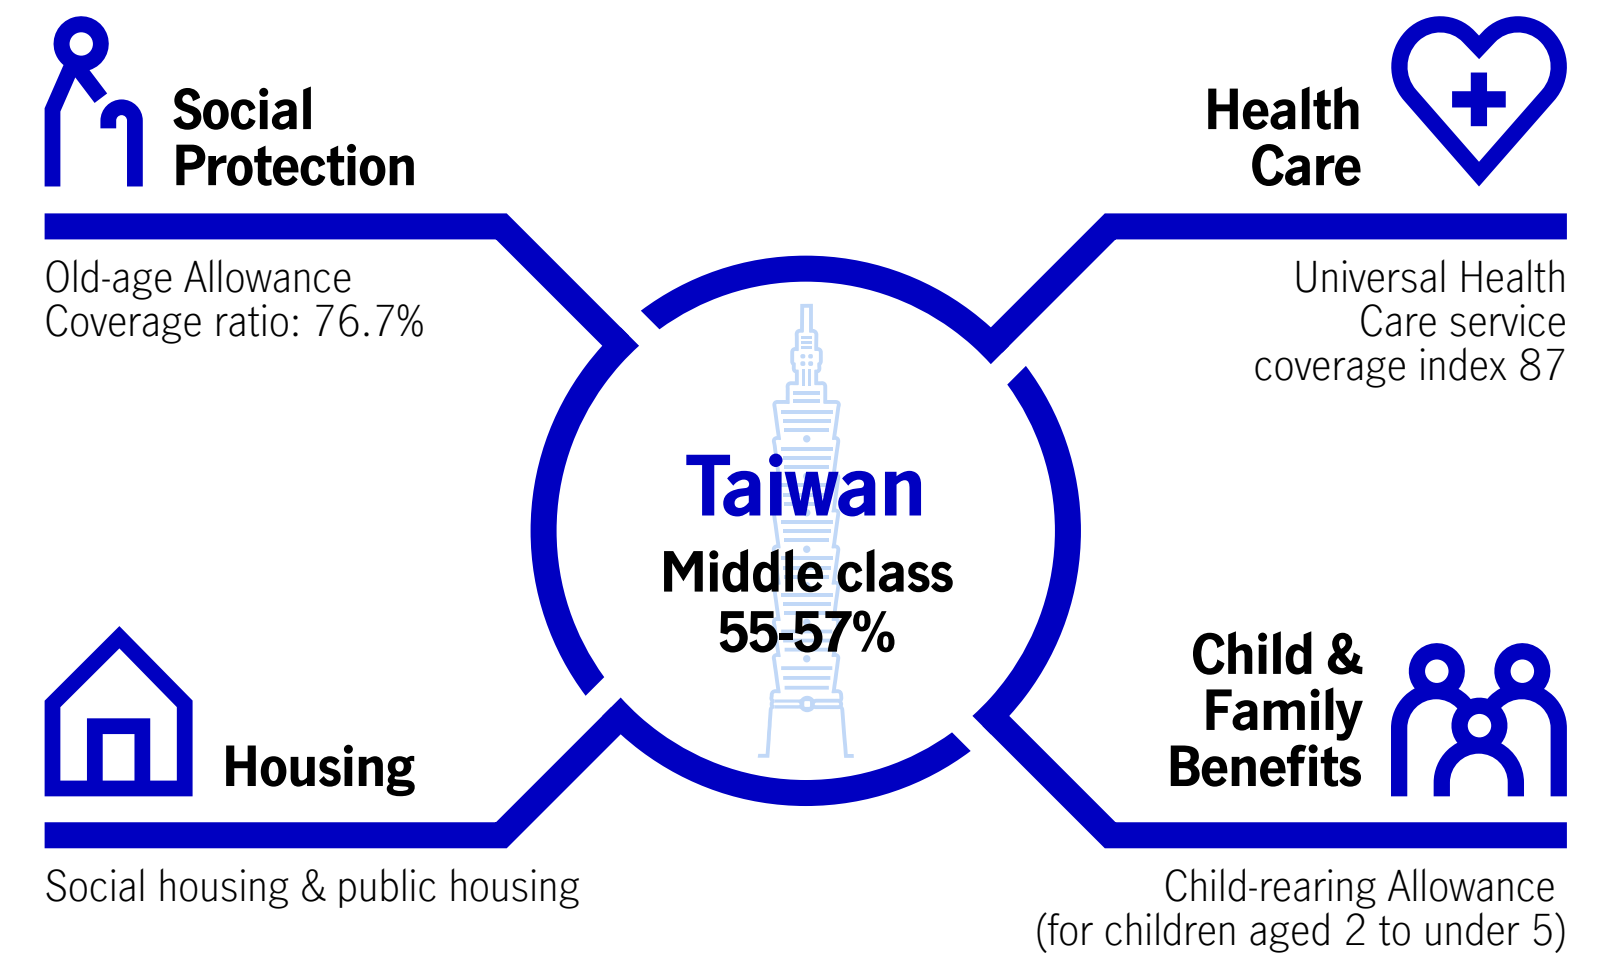 Social
Protection
Old-age Allowance
Coverage ratio: 76.7%
Health
Care
Universal Health
Care service
coverage index 87
Taiwan
Middle class
55-57%
Housing
Social housing & public housing
Child &
Family
Benefits
Child-rearing Allowance
(for children aged 2 to under 5)